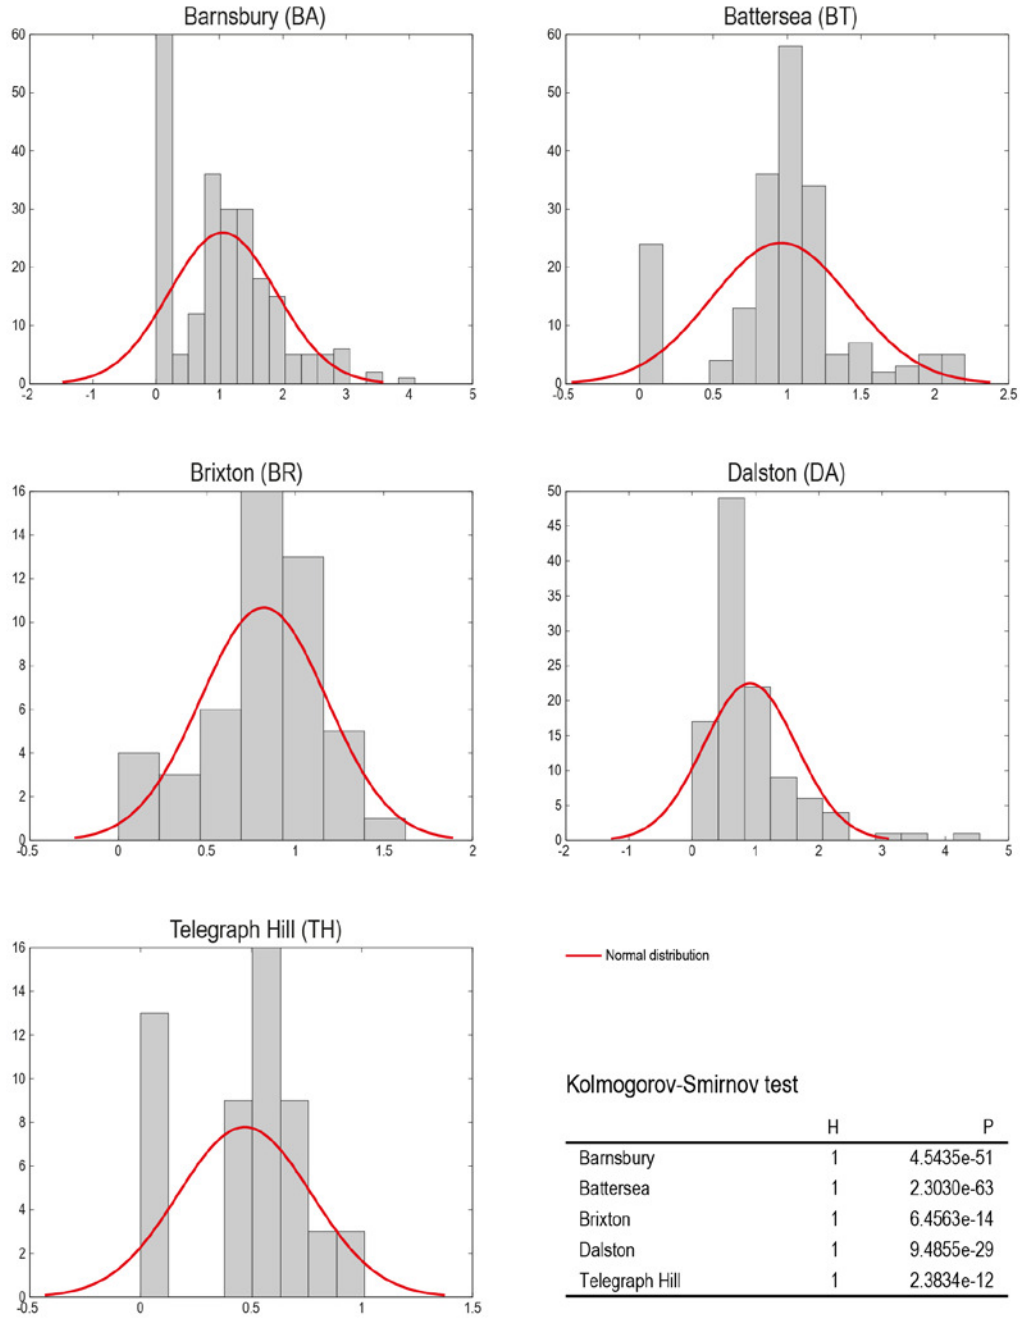 Barnsbury (BA)
60
50
40
30
20
10
0
-2 -1 0 1 2 3 4 5
Battersea (BT)
60
50
40
30
20
10
0
-0.5 0 0.5 1 1.5 2 2.5
Brixton (BR)
16
14
12
10
8
6
4
2
0
-0.5 0 0.5 1 1.5 2
Dalston (DA)
50
45
40
35
30
25
20
15
10
5
0
-2 -1 0 1 2 3 4 5
Telegraph Hill (TH)
16
14
12
10
8
6
4
2
0
-0.5 0 0.5 1 1.5
Normal distribution
Kolmogorov-Smirnov test
H P
Barnsbury 1 4.5435e-51
Battersea 1 2.3030e-63
Brixton 1 6.4563e-14
Dalston 1 9.4855e-29
Telegraph Hill 1 2.3834e-12